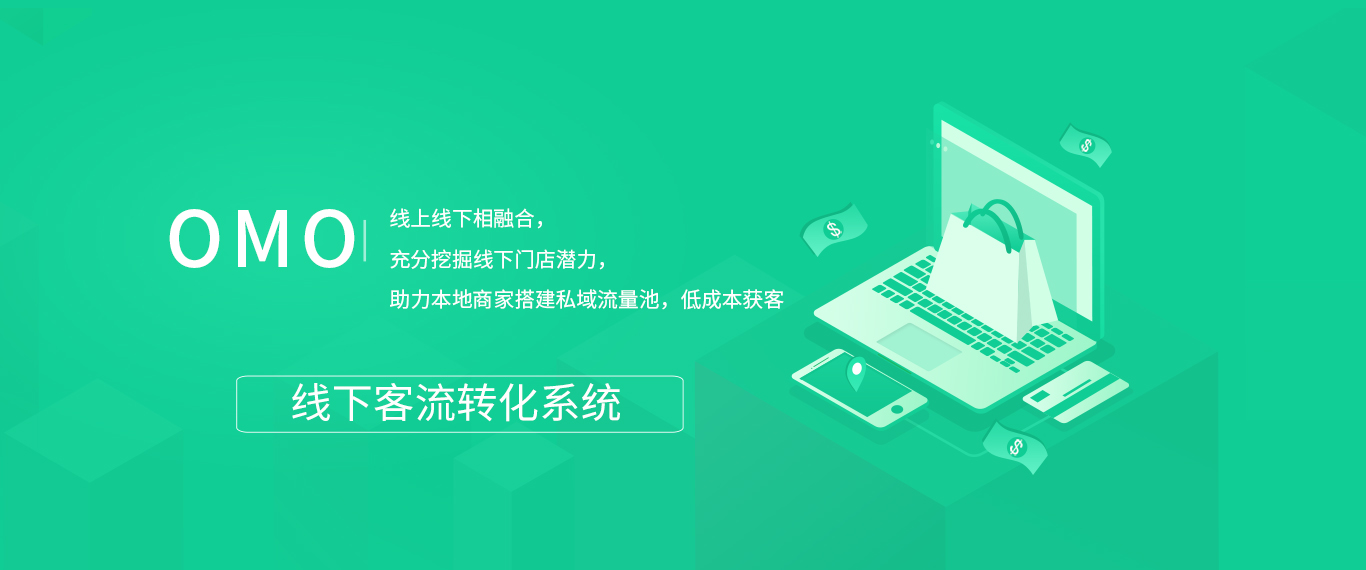 OMO
线上线下相融合，
充分挖掘线下门店潜力，
助力本地商家搭建私域流量池，低成本获客
线下客流转化系统
$
$
$